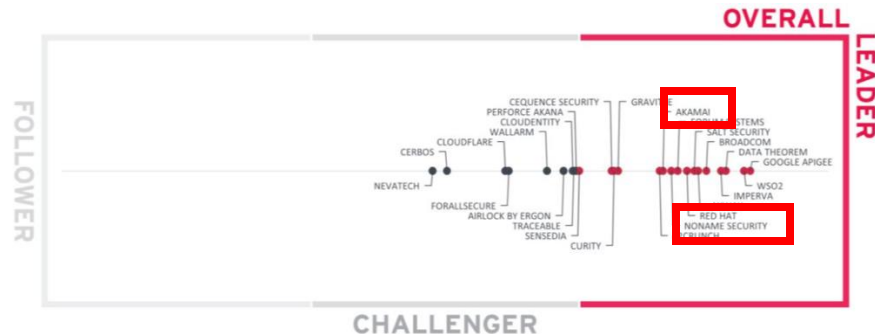 OVERALL
LEADER
FOLLOWER
CHALLENGER
CEQUENCE SECURITY
GRAVITEE
PERFORCE AKANA
AKAMAI
CLOUDENTITY
WALLARM
SALT SECURITY
CLOUDFLARE
BROADCOM
CERBOS
DATA THEOREM
GOOGLE APIGEE
NEVATECH
WSO2
IMPERVA
FORALLSECURE
AIRLOCK BY ERGON
RED HAT
TRACEABLE
NONAME SECURITY
SENSEDIA
CURITY